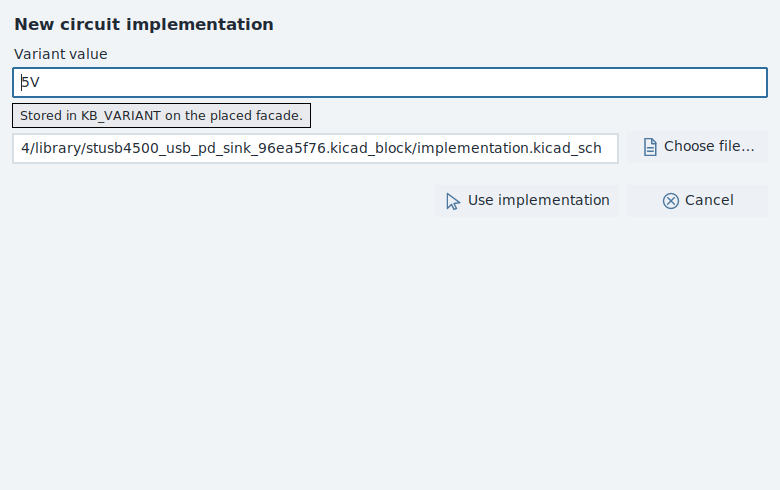 New circuit implementation
Variant value
5V
Stored in KB_VARIANT on the placed facade.
4/library/stusb4500_usb_pd_sink_96ea5f76.kicad_block/implementation.kicad_sch
Choose file...
Use implementation
Cancel